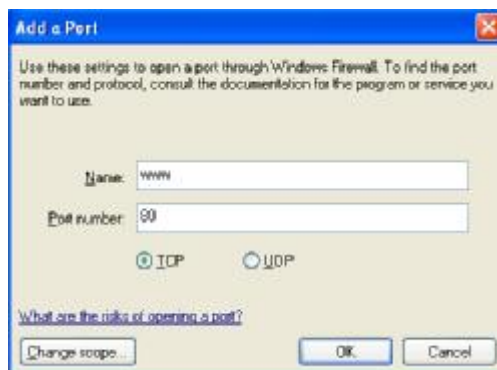 Add a Port
Use these settings to open a port through Windows Firewall. To find the port
number and protocol, consult the documentation for the program or service you
want to use.
Name: www
Port number: 80
TCP UDP
What are the risks of opening a port?
Change scope... OK Cancel